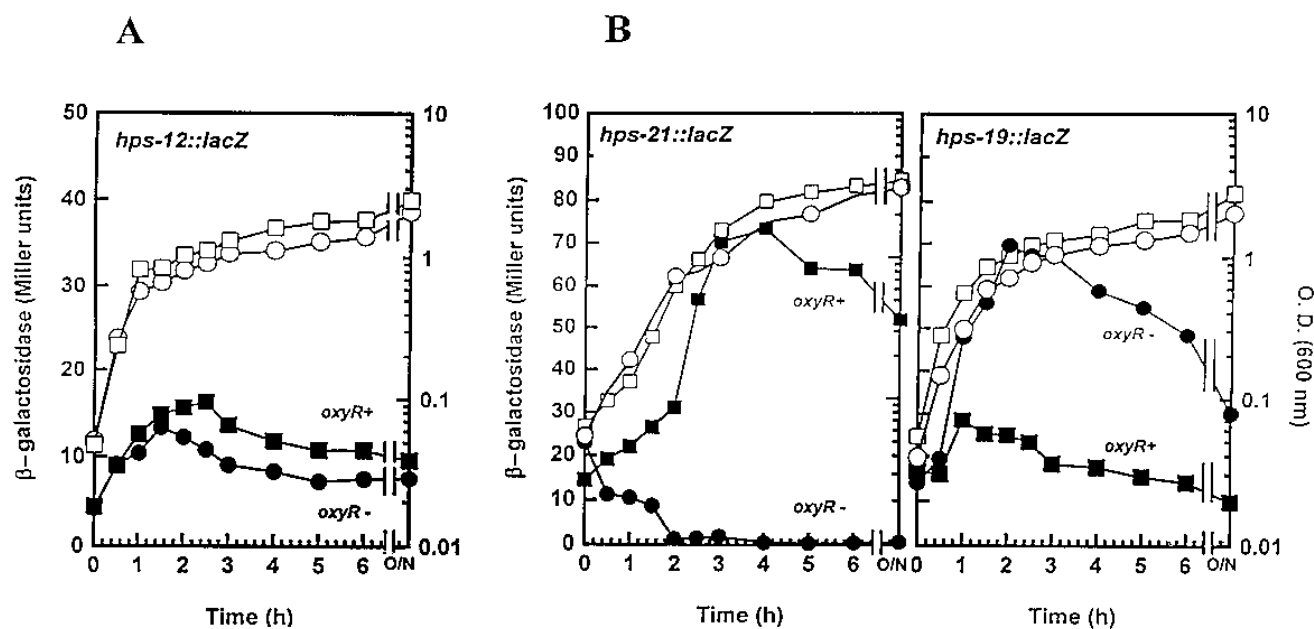 A
B
β-galactosidase (Miller units)
50
40
30
20
10
0
hps-12::lacZ
oxyR+
oxyR -
10
1
0.1
0.01
0 1 2 3 4 5 6 O/N
Time (h)
β-galactosidase (Miller units)
100
90
80
70
60
50
40
30
20
10
0
hps-21::lacZ
oxyR+
oxyR -
0 1 2 3 4 5 6 O/N
Time (h)
hps-19::lacZ
oxyR -
oxyR+
10
1
0.1
0.01
0 1 2 3 4 5 6 O/N
Time (h)
O. D. (600 nm)